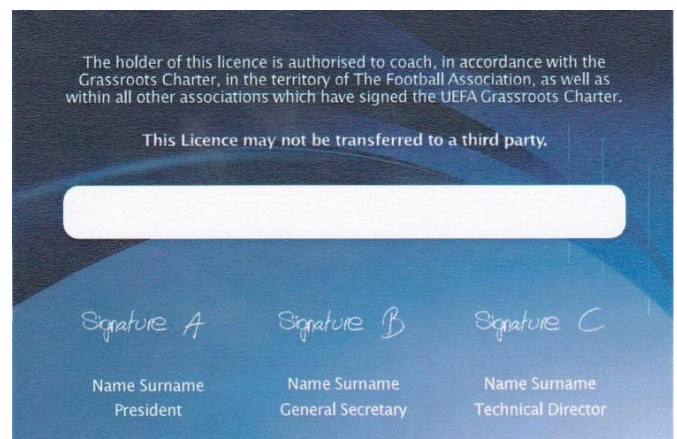 The holder of this licence is authorised to coach, in accordance with the
Grassroots Charter, in the territory of The Football Association, as well as
within all other associations which have signed the UEFA Grassroots Charter.
This Licence may not be transferred to a third party.
Signature A Signature B Signature C
Name Surname Name Surname Name Surname
President General Secretary Technical Director